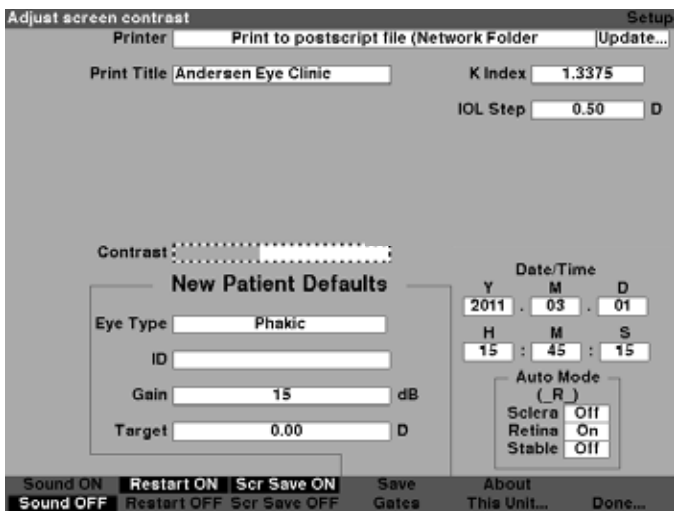 Adjust screen contrast Setup
Printer Print to postscript file (Network Folder Update...
Print Title Andersen Eye Clinic K Index 1.3375
IOL Step 0.50 D
Contrast
Date/Time
New Patient Defaults Y M D
2011 . 03 . 01
Eye Type Phakic H M S
15 : 45 : 15
ID
Auto Mode
Gain 15 dB (_R_)
Sclera Off
Target 0.00 D Retina On
Stable Off
Sound ON Restart ON Scr Save ON Save About
Sound OFF Restart OFF Scr Save OFF Gates This Unit... Done...